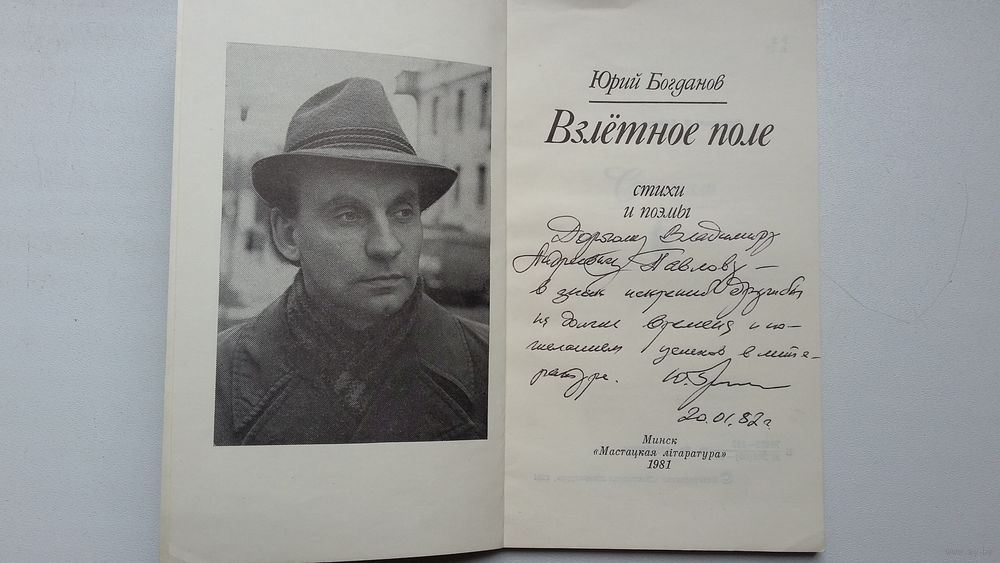 Юрий Богданов
Взлётное поле
стихи
и поэмы
Дорогому Владимиру
Андреевичу Павлову –
в знак искренней дружбы
на долгие времена и по-
желанием успехов в лите-
ратуре.
20.01.82 г.
Минск
«Мастацкая літаратура»
1981